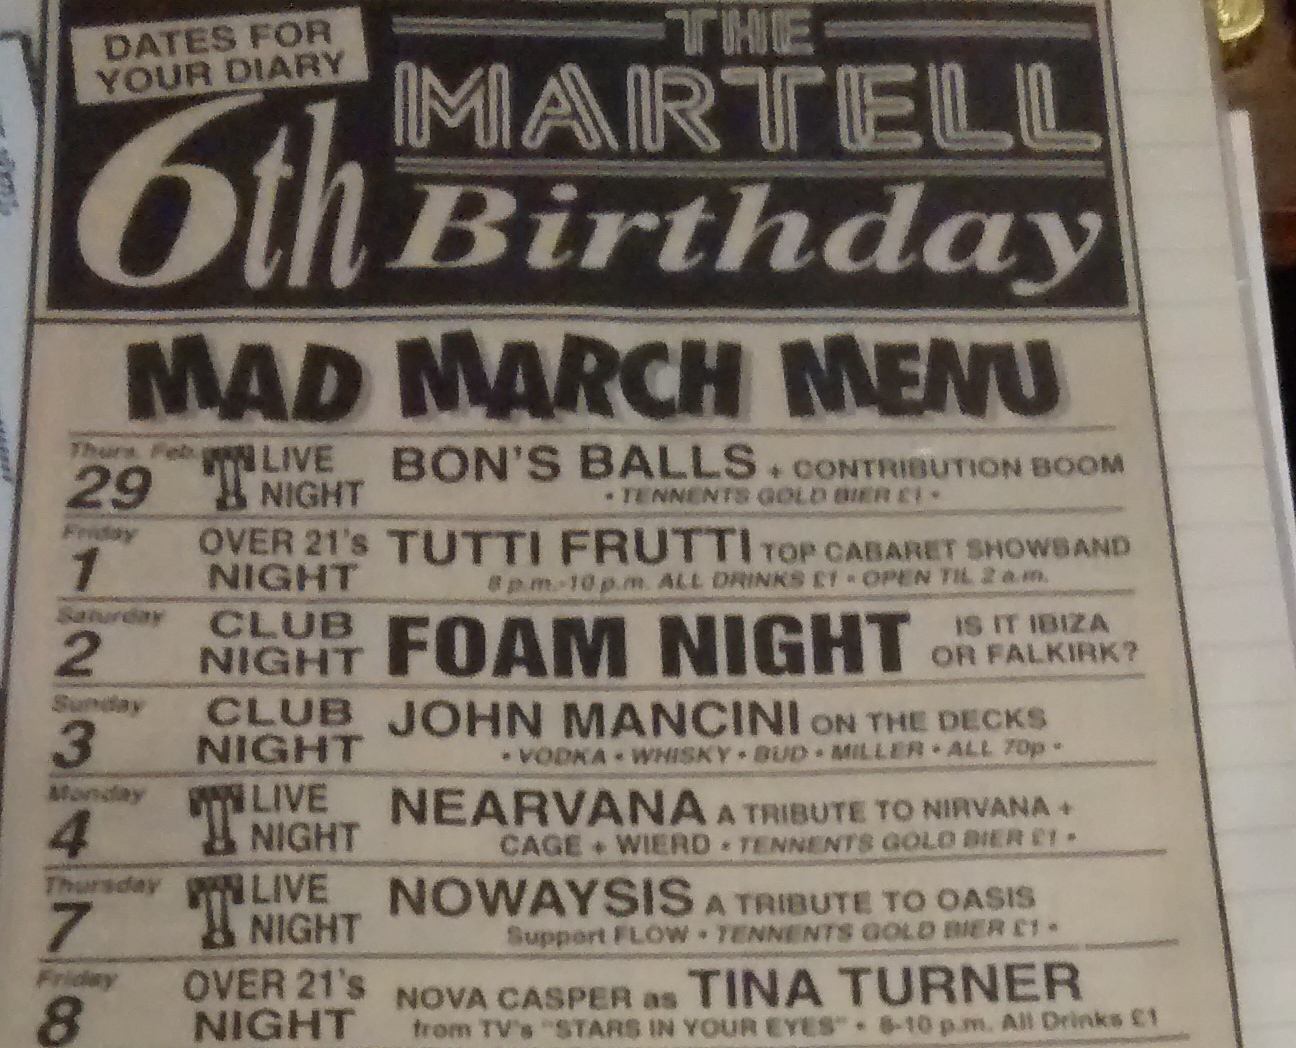 DATES FOR
YOUR DIARY
THE
MARTELL
6th Birthday
MAD MARCH MENU
Thurs. Feb.
29
T LIVE
NIGHT
BON'S BALLS + CONTRIBUTION BOOM
• TENNENTS GOLD BIER £1 •
Friday
1
OVER 21's
NIGHT
TUTTI FRUTTI TOP CABARET SHOWBAND
8 p.m.-10 p.m. ALL DRINKS £1 • OPEN TIL 2 a.m.
Saturday
2
CLUB
NIGHT
FOAM NIGHT
IS IT IBIZA
OR FALKIRK?
Sunday
3
CLUB
NIGHT
JOHN MANCINI ON THE DECKS
• VODKA • WHISKY • BUD • MILLER • ALL 70p •
Monday
4
T LIVE
NIGHT
NEARVANA A TRIBUTE TO NIRVANA +
CAGE + WIERD • TENNENTS GOLD BIER £1 •
Thursday
7
T LIVE
NIGHT
NOWAYSIS A TRIBUTE TO OASIS
Support FLOW • TENNENTS GOLD BIER £1 •
Friday
8
OVER 21's
NIGHT
NOVA CASPER as TINA TURNER
from TV's "STARS IN YOUR EYES" • 8-10 p.m. All Drinks £1